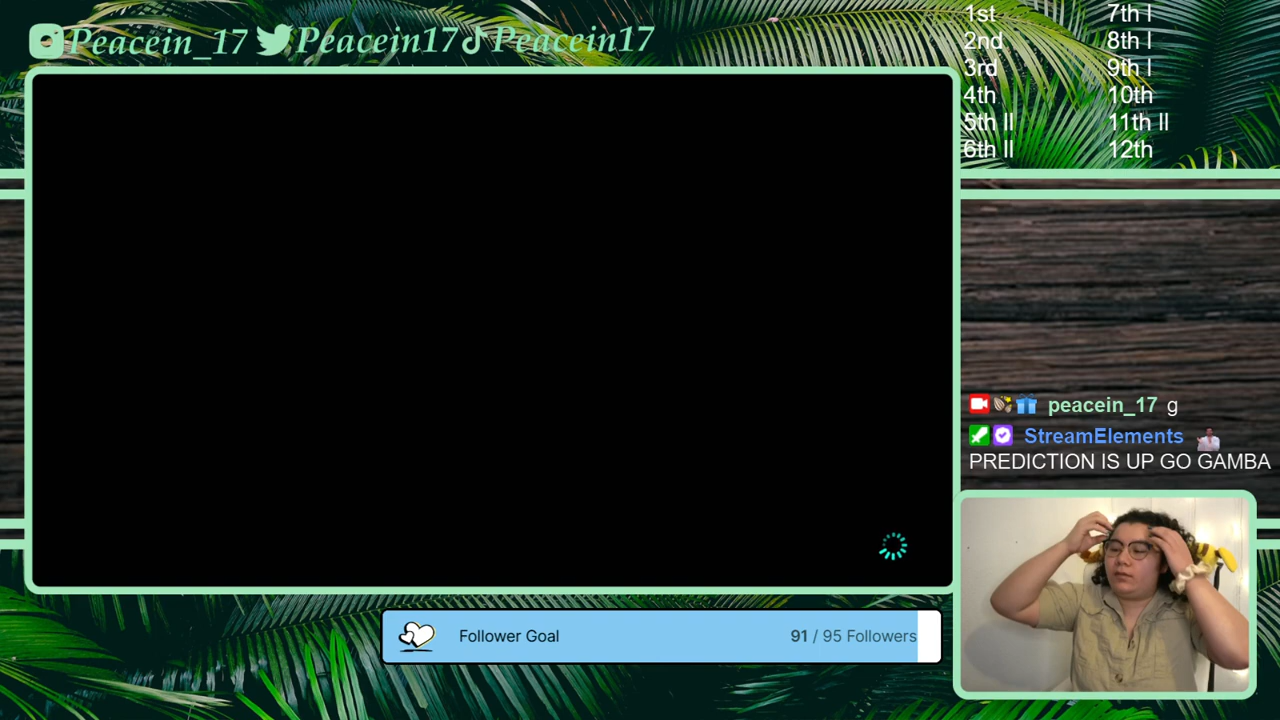 Peacein_17 Peacein17 Peacein17
1st
2nd
3rd
4th
5th ll
6th ll
7th l
8th l
9th l
10th
11th ll
12th
peacein_17 g
StreamElements
PREDICTION IS UP GO GAMBA
Follower Goal 91 / 95 Followers